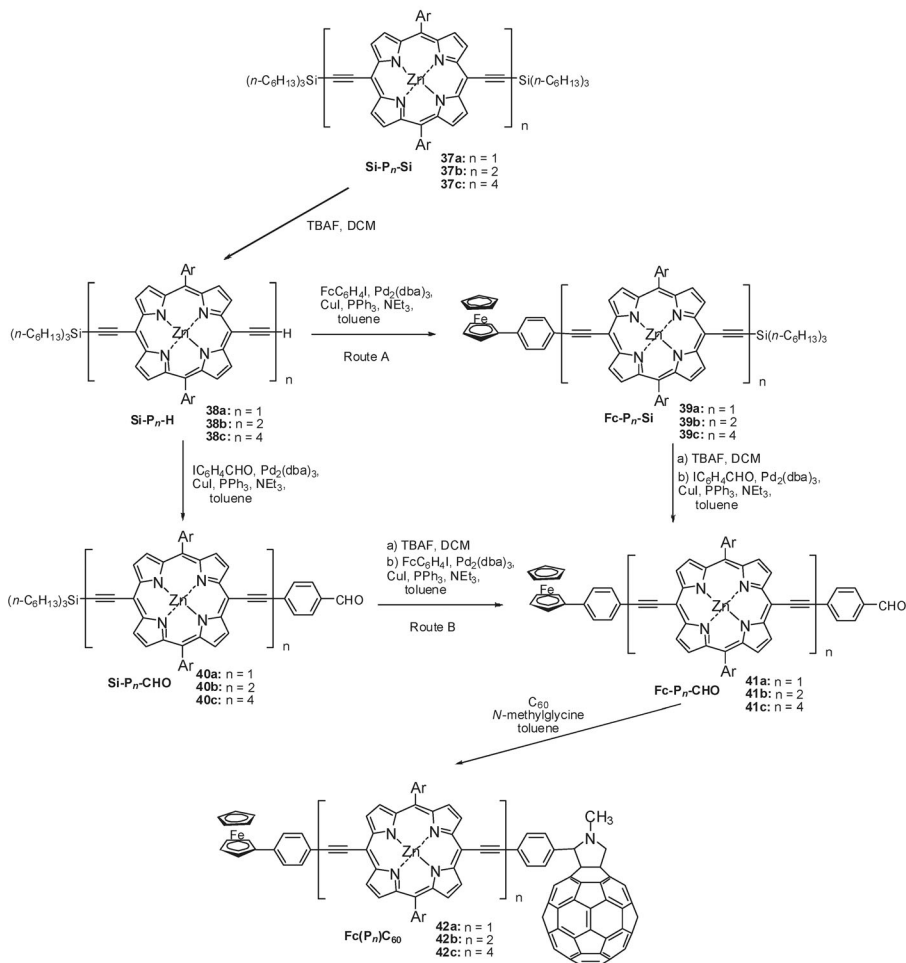 Ar
(n-C6H13)3Si
N
N
Zn
N
N
Si(n-C6H13)3
n
Ar
Si-Pn-Si
37a: n = 1
37b: n = 2
37c: n = 4
TBAF, DCM
Ar
(n-C6H13)3Si
N
N
Zn
N
N
H
n
Ar
Si-Pn-H
38a: n = 1
38b: n = 2
38c: n = 4
FcC6H4I, Pd2(dba)3,
CuI, PPh3, NEt3,
toluene
Route A
Fe
Ar
N
N
Zn
N
N
Si(n-C6H13)3
n
Ar
Fc-Pn-Si
39a: n = 1
39b: n = 2
39c: n = 4
IC6H4CHO, Pd2(dba)3,
CuI, PPh3, NEt3,
toluene
a) TBAF, DCM
b) IC6H4CHO, Pd2(dba)3,
CuI, PPh3, NEt3,
toluene
Ar
(n-C6H13)3Si
N
N
Zn
N
N
CHO
n
Ar
Si-Pn-CHO
40a: n = 1
40b: n = 2
40c: n = 4
a) TBAF, DCM
b) FcC6H4I, Pd2(dba)3,
CuI, PPh3, NEt3,
toluene
Route B
Fe
Ar
N
N
Zn
N
N
CHO
n
Ar
Fc-Pn-CHO
41a: n = 1
41b: n = 2
41c: n = 4
C60
N-methylglycine
toluene
Fe
Ar
N
N
Zn
N
N
n
Ar
CH3
N
Fc(Pn)C60
42a: n = 1
42b: n = 2
42c: n = 4